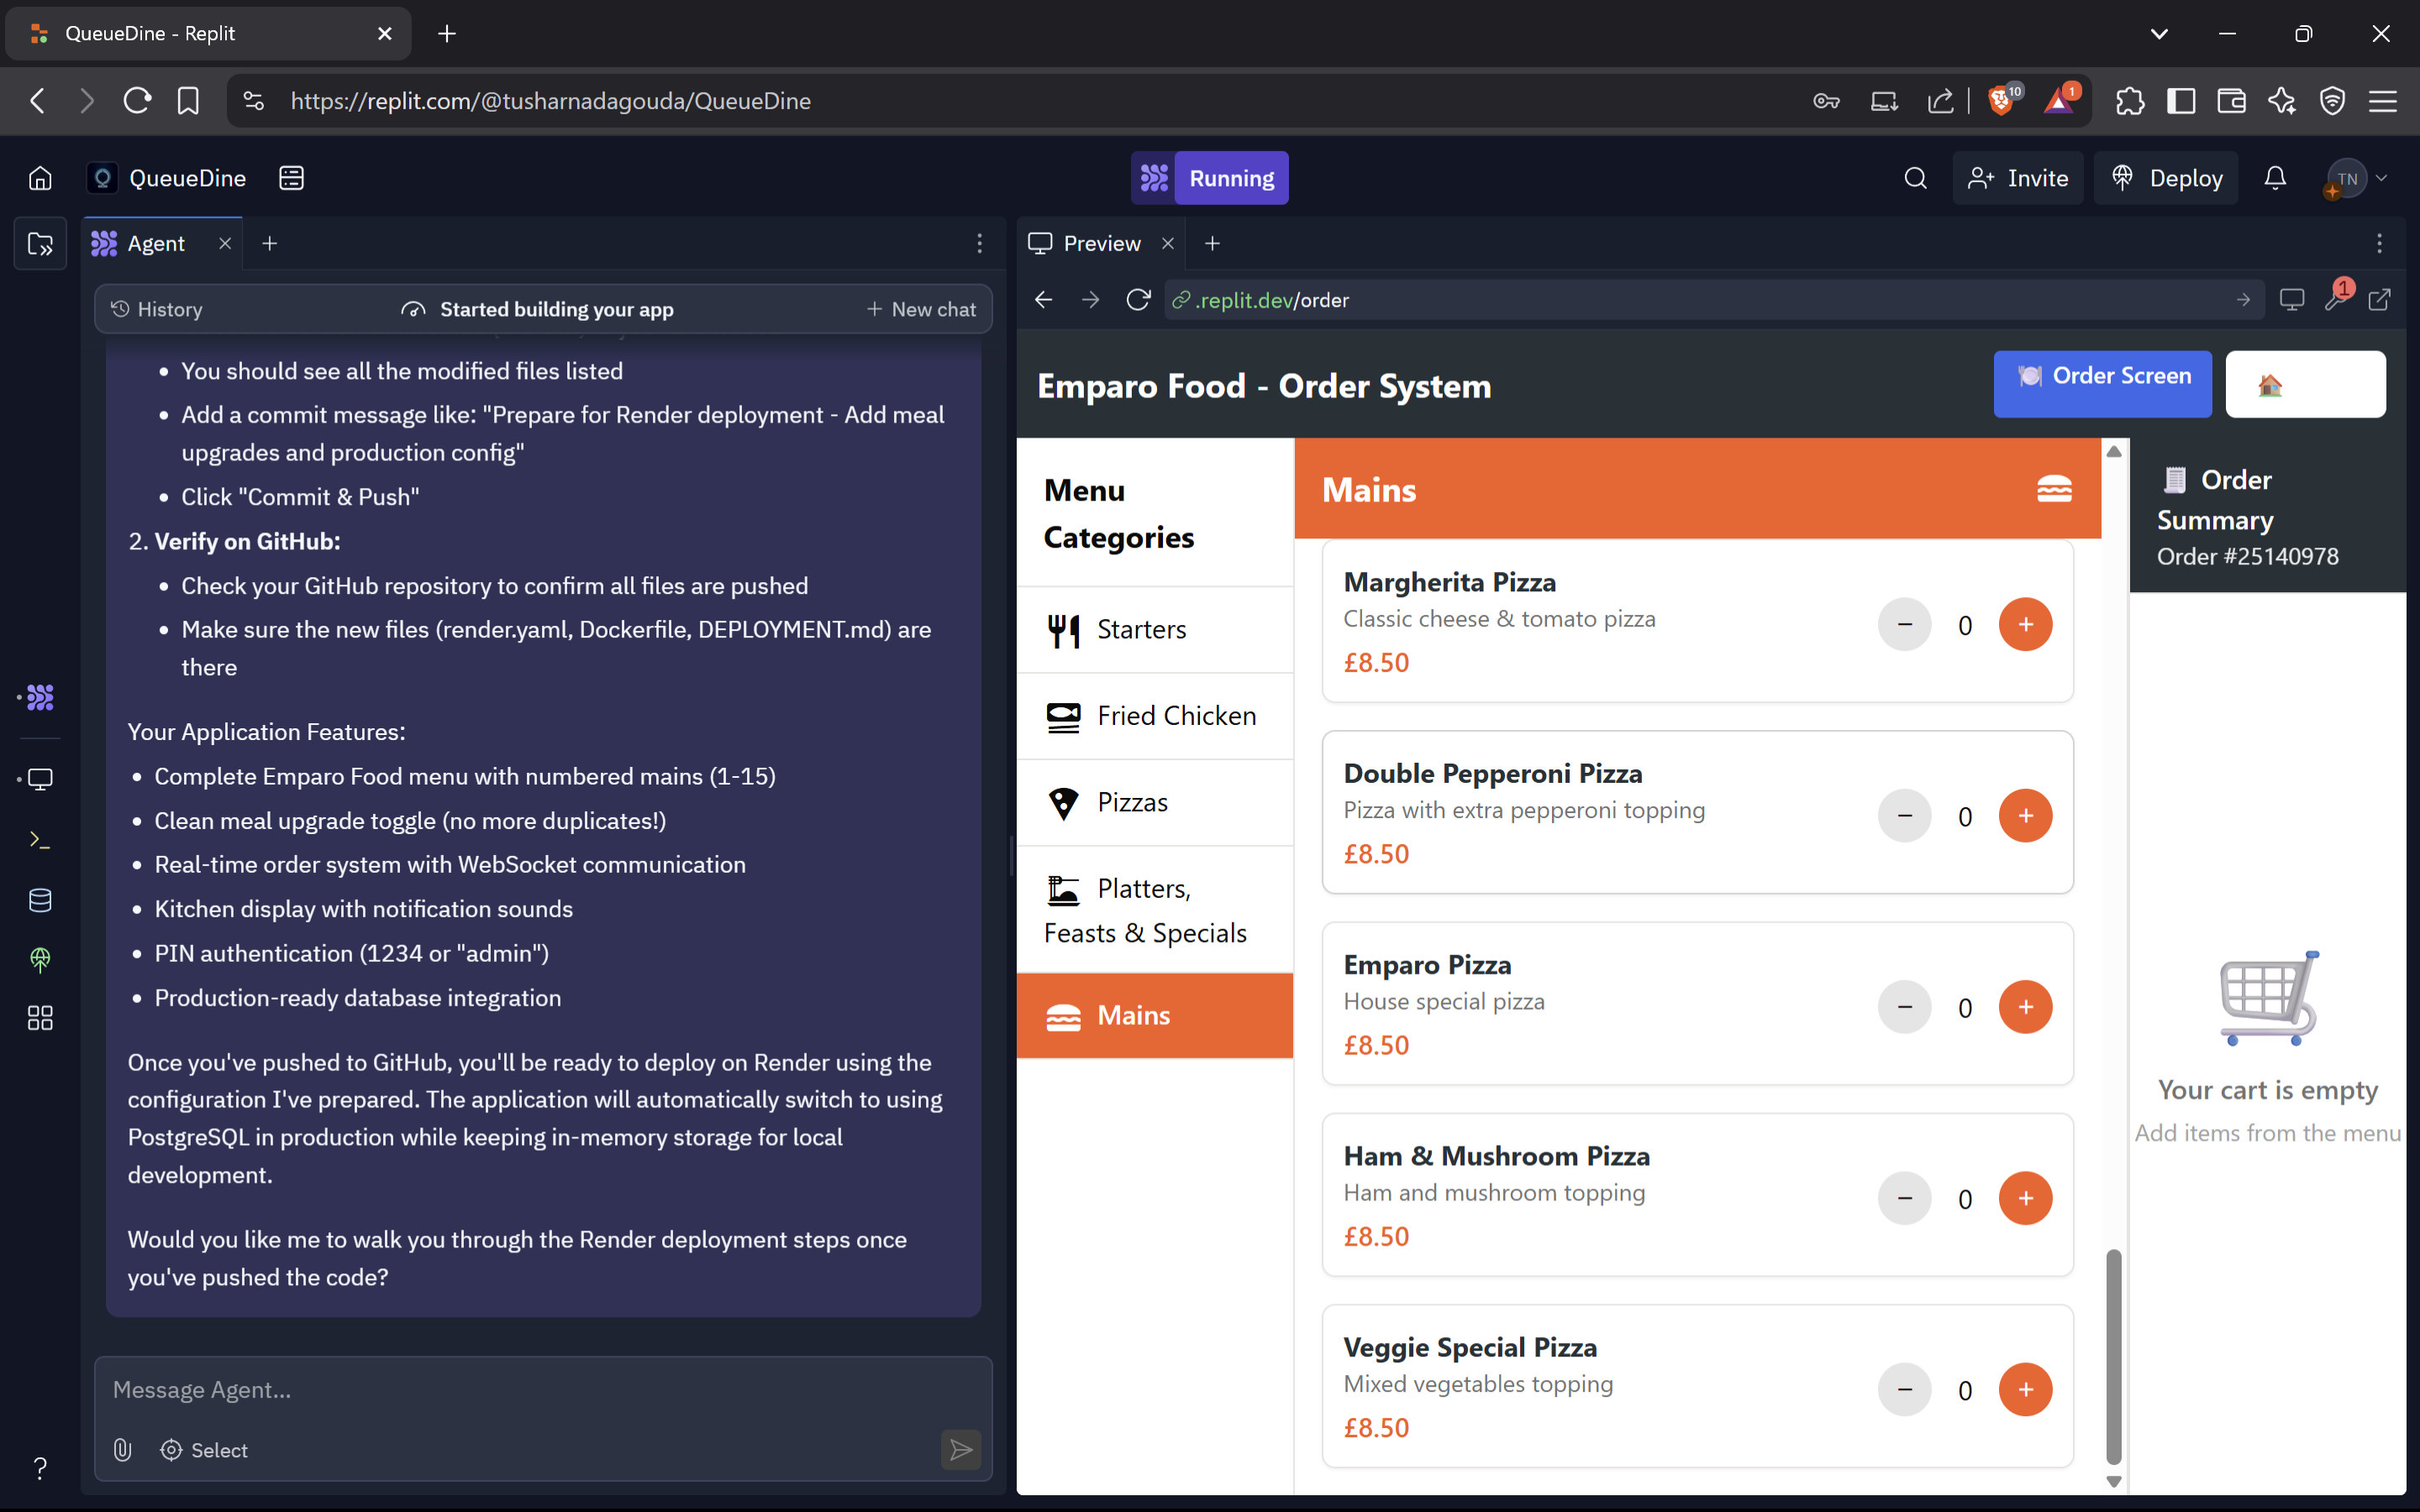 QueueDine - Replit
https://replit.com/@tusharnadagouda/QueueDine
10
1
QueueDine
Running
Invite
Deploy
TN
Agent
History
Started building your app
New chat
You should see all the modified files listed
Add a commit message like: "Prepare for Render deployment - Add meal
upgrades and production config"
Click "Commit & Push"
2. Verify on GitHub:
Check your GitHub repository to confirm all files are pushed
Make sure the new files (render.yaml, Dockerfile, DEPLOYMENT.md) are
there
Your Application Features:
Complete Emparo Food menu with numbered mains (1-15)
Clean meal upgrade toggle (no more duplicates!)
Real-time order system with WebSocket communication
Kitchen display with notification sounds
PIN authentication (1234 or "admin")
Production-ready database integration
Once you've pushed to GitHub, you'll be ready to deploy on Render using the
configuration I've prepared. The application will automatically switch to using
PostgreSQL in production while keeping in-memory storage for local
development.
Would you like me to walk you through the Render deployment steps once
you've pushed the code?
Message Agent...
Select
Preview
.replit.dev/order
1
Emparo Food - Order System
Order Screen
Menu
Categories
Starters
Fried Chicken
Pizzas
Platters,
Feasts & Specials
Mains
Mains
Margherita Pizza
Classic cheese & tomato pizza
£8.50
− 0 +
Double Pepperoni Pizza
Pizza with extra pepperoni topping
£8.50
− 0 +
Emparo Pizza
House special pizza
£8.50
− 0 +
Ham & Mushroom Pizza
Ham and mushroom topping
£8.50
− 0 +
Veggie Special Pizza
Mixed vegetables topping
£8.50
− 0 +
Order
Summary
Order #25140978
Your cart is empty
Add items from the menu